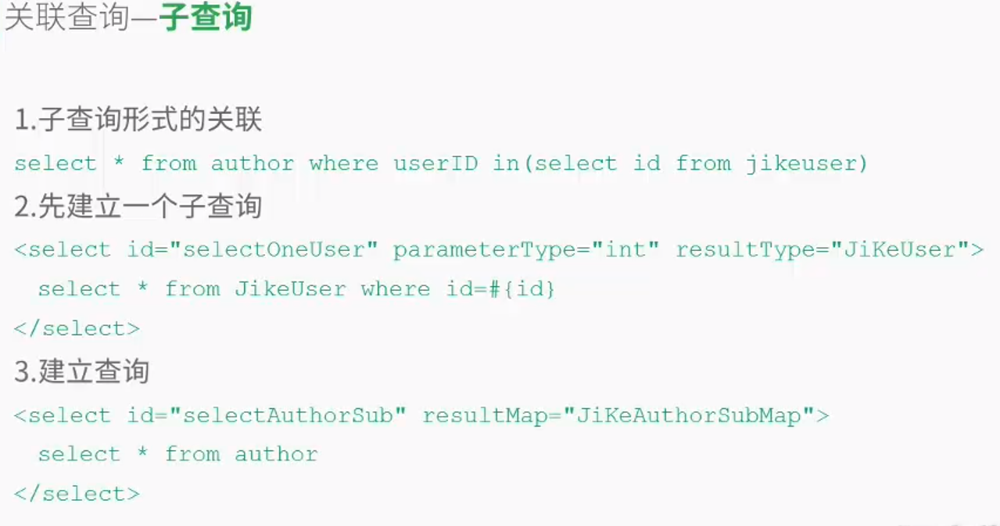 关联查询—子查询
1.子查询形式的关联
select * from author where userID in(select id from jikeuser)
2.先建立一个子查询
<select id="selectOneUser" parameterType="int" resultType="JiKeUser">
select * from JikeUser where id=#{id}
</select>
3.建立查询
<select id="selectAuthorSub" resultMap="JiKeAuthorSubMap">
select * from author
</select>